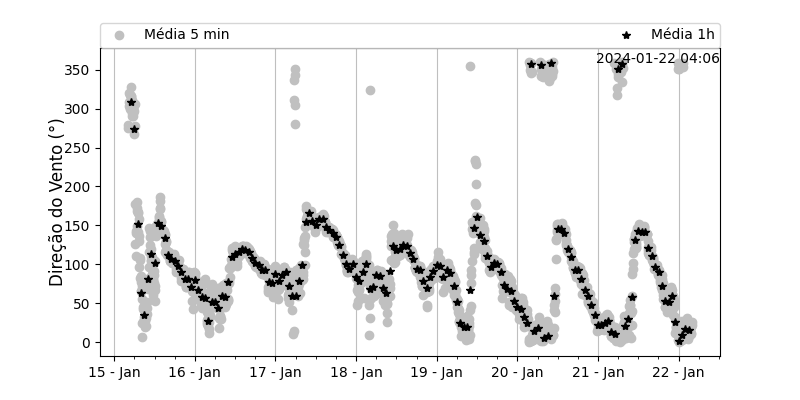 Média 5 min
Média 1h
2024-01-22 04:06
Direção do Vento (°)
350
300
250
200
150
100
50
0
15 - Jan
16 - Jan
17 - Jan
18 - Jan
19 - Jan
20 - Jan
21 - Jan
22 - Jan